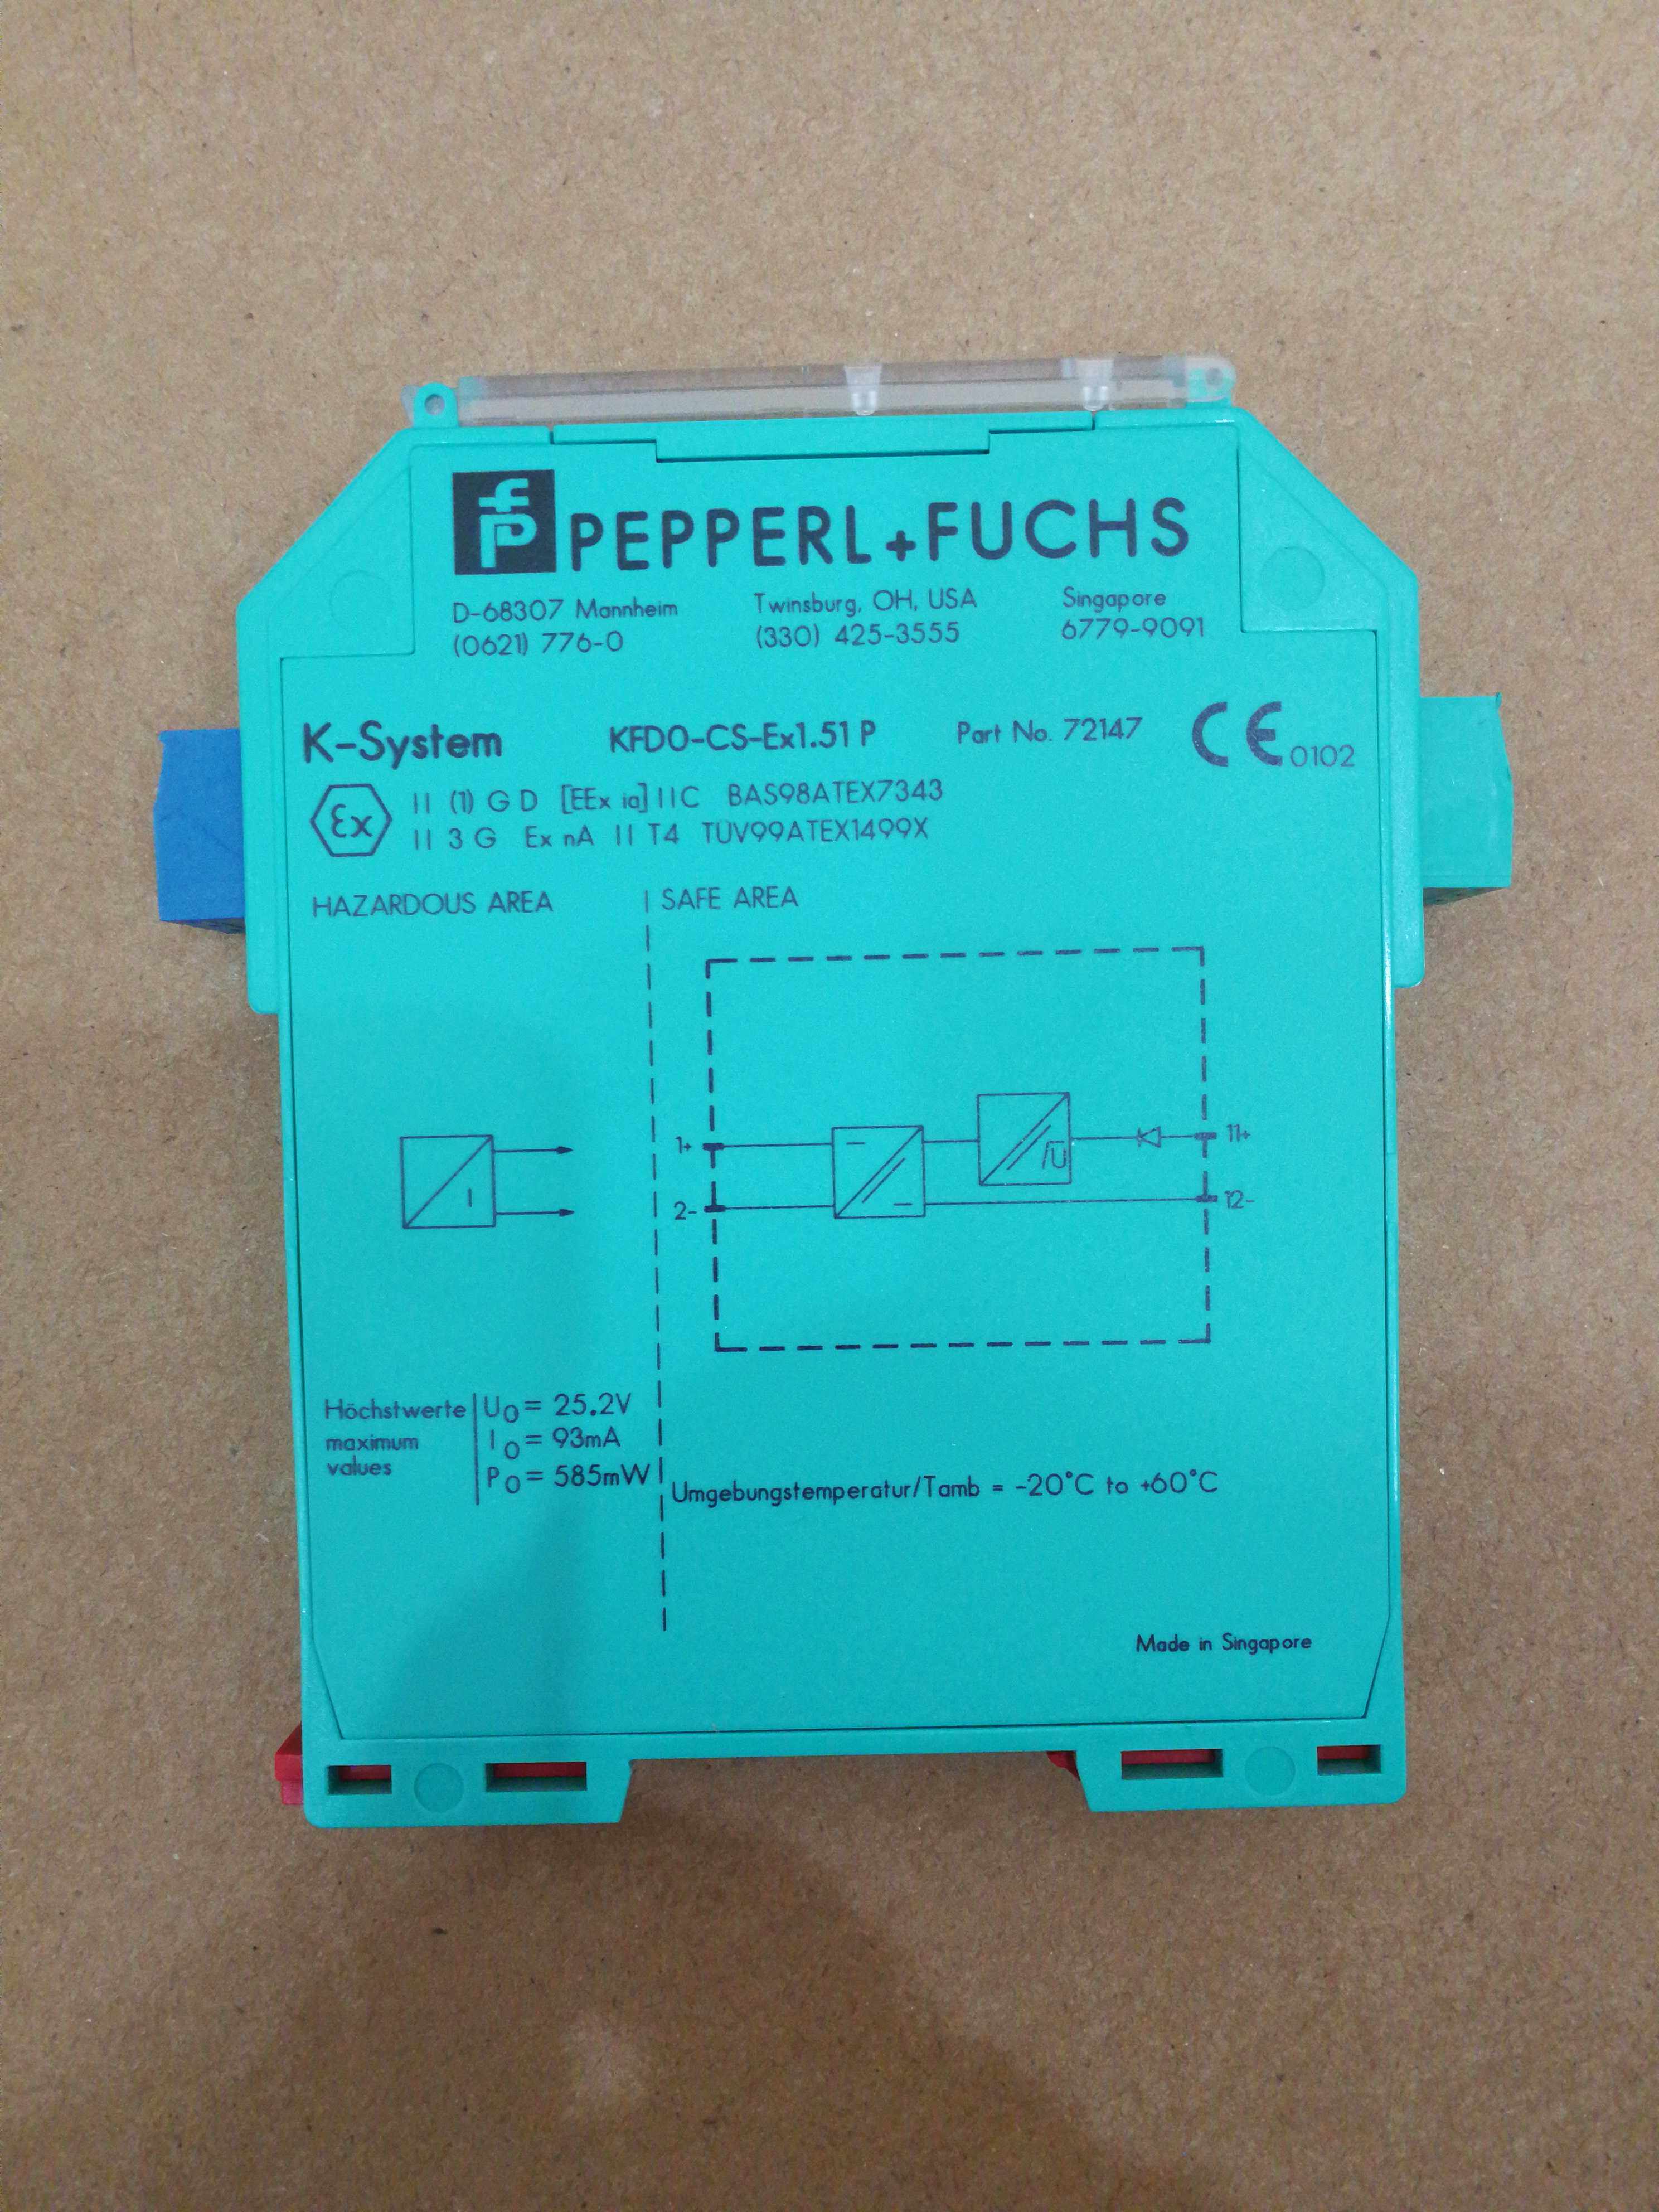 PEPPERL+FUCHS
D-68307 Mannheim Twinsburg, OH, USA Singapore
(0621) 776-0 (330) 425-3555 6779-9091
K-System KFD0-CS-Ex1.51 P Part No. 72147 CE 0102
Ex II (1) G D [EEx ia] IIC BAS98ATEX7343
II 3 G Ex nA II T4 TÜV99ATEX1499X
HAZARDOUS AREA SAFE AREA
1+ 11+
/U
I
2- 12-
Höchstwerte U0 = 25.2V
maximum I0 = 93mA
values P0 = 585mW
Umgebungstemperatur/Tamb = -20°C to +60°C
Made in Singapore